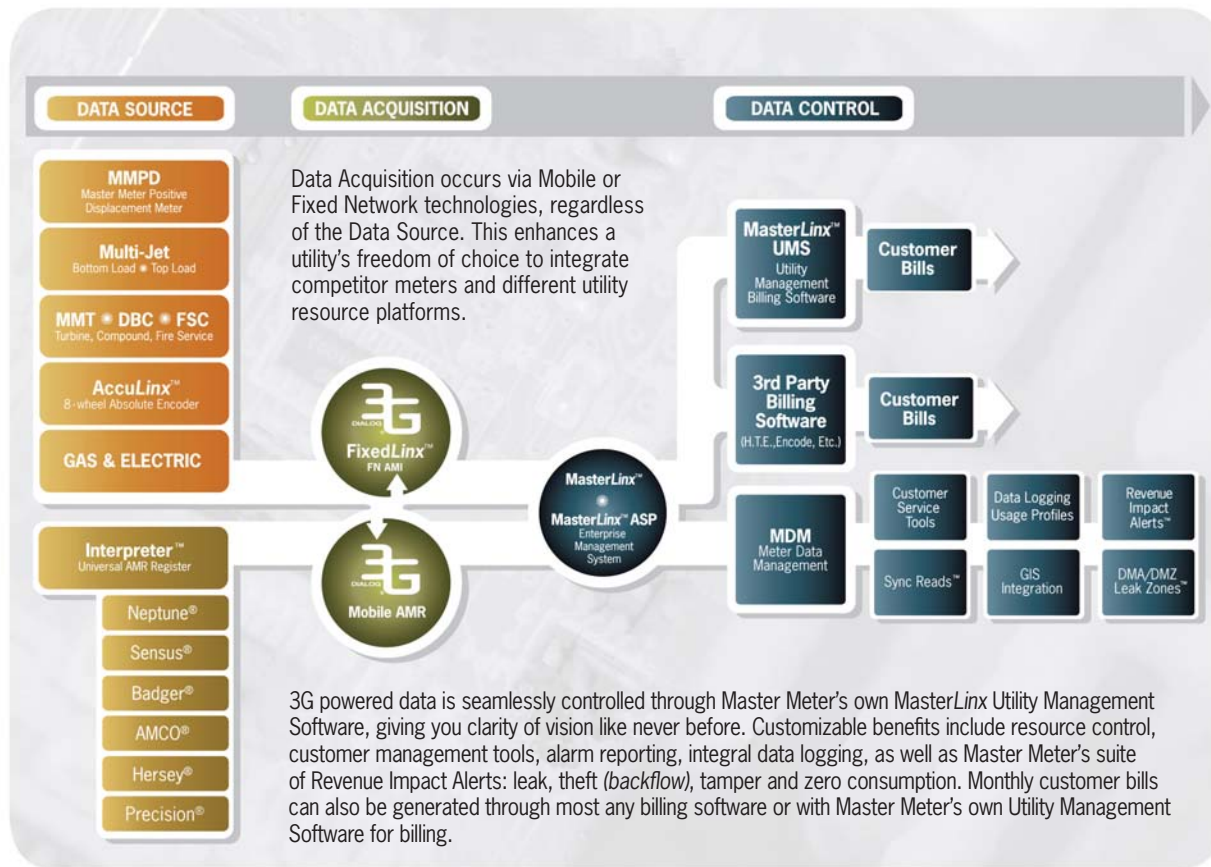 DATA SOURCE
DATA ACQUISITION
DATA CONTROL
MMPD
Master Meter Positive
Displacement Meter
Multi-Jet
Bottom Load • Top Load
MMT • DBC • FSC
Turbine, Compound, Fire Service
AccuLinx™
8-wheel Absolute Encoder
GAS & ELECTRIC
Interpreter™
Universal AMR Register
Neptune®
Sensus®
Badger®
AMCO®
Hersey®
Precision®
Data Acquisition occurs via Mobile or
Fixed Network technologies, regardless
of the Data Source. This enhances a
utility's freedom of choice to integrate
competitor meters and different utility
resource platforms.
3G
DIALOG
FixedLinx™
FN AMI
3G
DIALOG
Mobile AMR
MasterLinx™
•
MasterLinx™ ASP
Enterprise
Management
System
MasterLinx™
UMS
Utility
Management
Billing Software
Customer
Bills
3rd Party
Billing
Software
(H.T.E.,Encode, Etc.)
Customer
Bills
MDM
Meter Data
Management
Customer
Service
Tools
Data Logging
Usage Profiles
Revenue
Impact
Alerts™
Sync Reads™
GIS
Integration
DMA/DMZ
Leak Zones™
3G powered data is seamlessly controlled through Master Meter's own MasterLinx Utility Management
Software, giving you clarity of vision like never before. Customizable benefits include resource control,
customer management tools, alarm reporting, integral data logging, as well as Master Meter's suite
of Revenue Impact Alerts: leak, theft (backflow), tamper and zero consumption. Monthly customer bills
can also be generated through most any billing software or with Master Meter's own Utility Management
Software for billing.